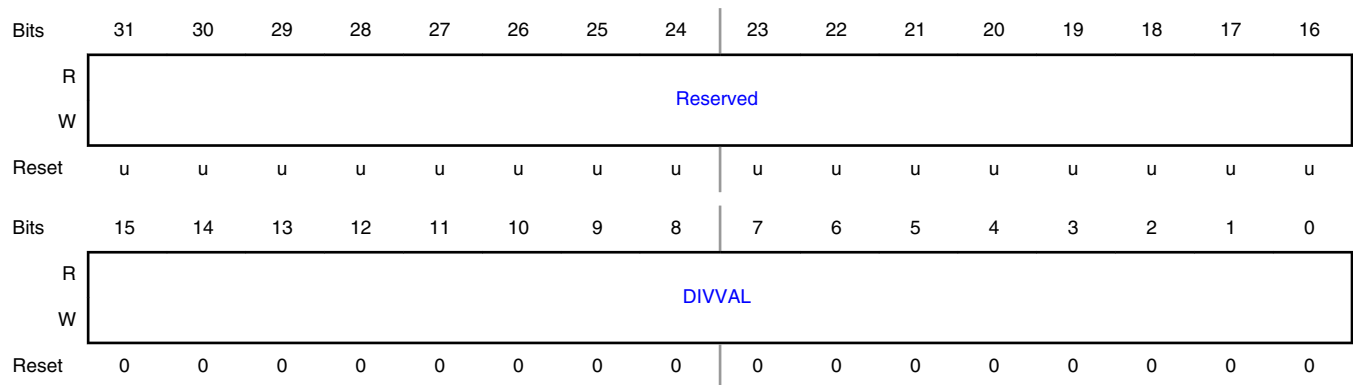 Bits 31 30 29 28 27 26 25 24 23 22 21 20 19 18 17 16
R
Reserved
W
Reset u u u u u u u u u u u u u u u u
Bits 15 14 13 12 11 10 9 8 7 6 5 4 3 2 1 0
R
DIVVAL
W
Reset 0 0 0 0 0 0 0 0 0 0 0 0 0 0 0 0